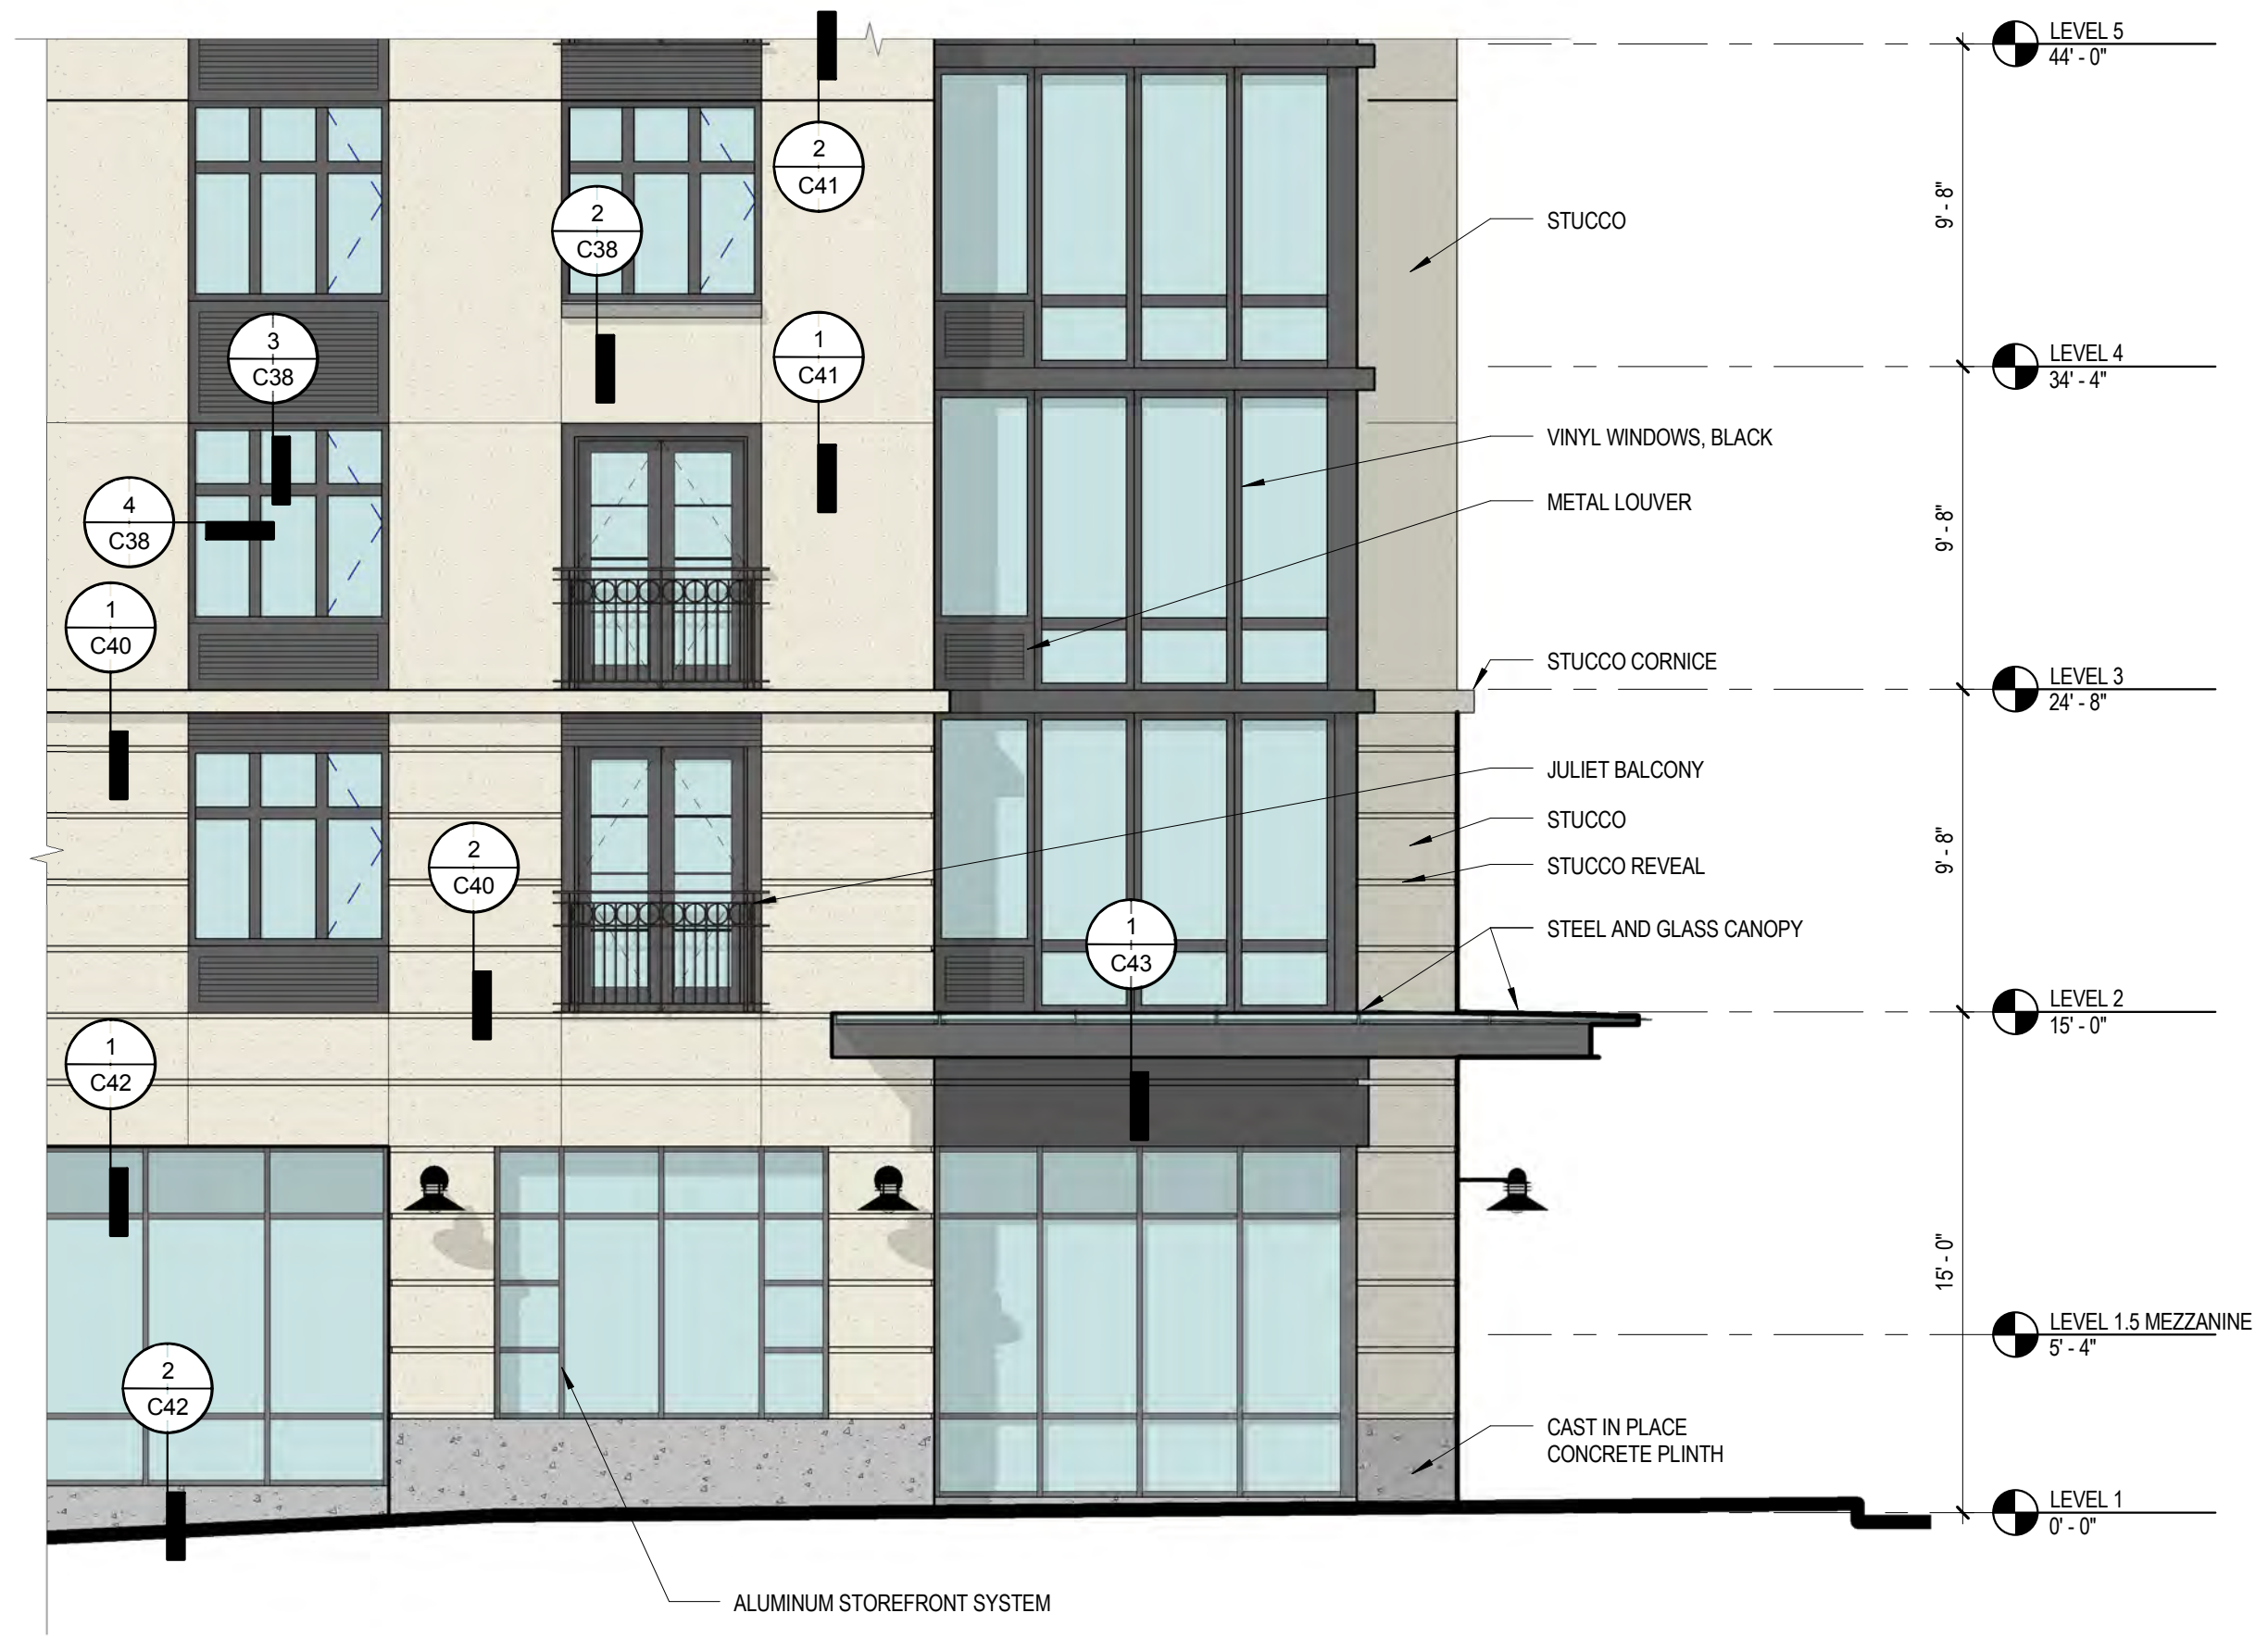 LEVEL 5
44' - 0"
2
C41
2
C38
9' - 8"
STUCCO
3
C38
1
C41
LEVEL 4
34' - 4"
VINYL WINDOWS, BLACK
METAL LOUVER
4
C38
9' - 8"
1
C40
STUCCO CORNICE
LEVEL 3
24' - 8"
JULIET BALCONY
STUCCO
2
C40
STUCCO REVEAL
9' - 8"
1
C43
STEEL AND GLASS CANOPY
LEVEL 2
15' - 0"
1
C42
15' - 0"
LEVEL 1.5 MEZZANINE
5' - 4"
2
C42
CAST IN PLACE
CONCRETE PLINTH
LEVEL 1
0' - 0"
ALUMINUM STOREFRONT SYSTEM